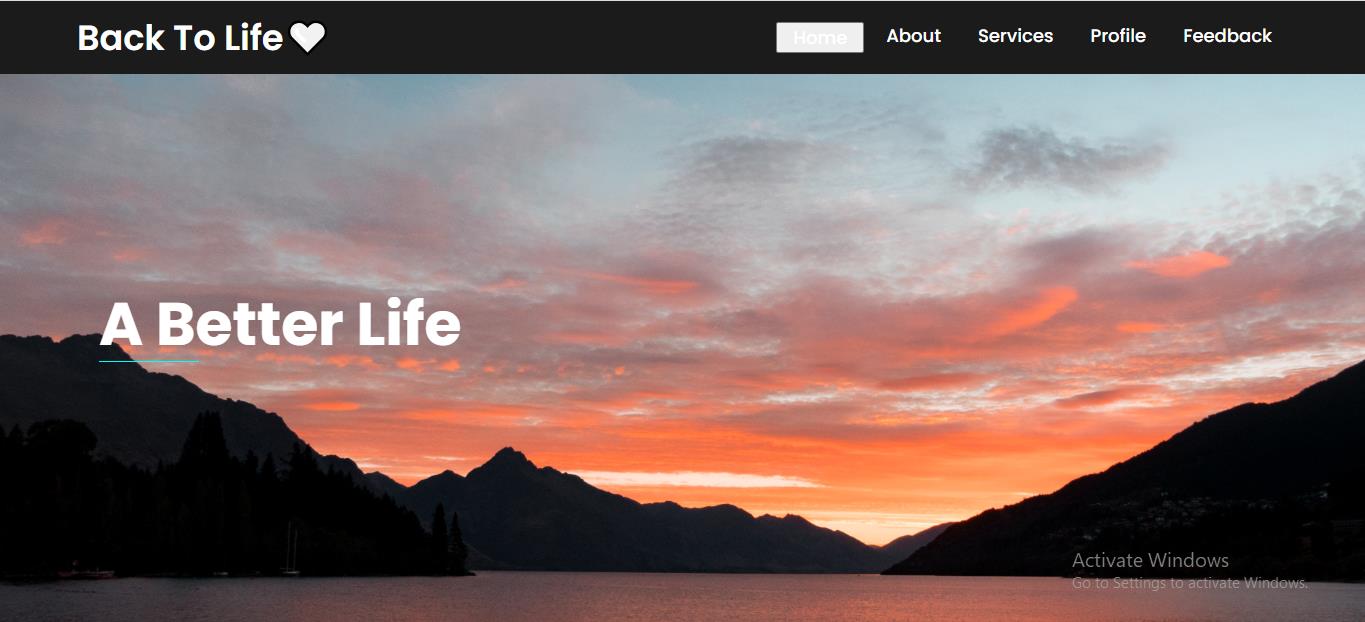 Back To Life
Home
About
Services
Profile
Feedback
A Better Life
Activate Windows
Go to Settings to activate Windows.